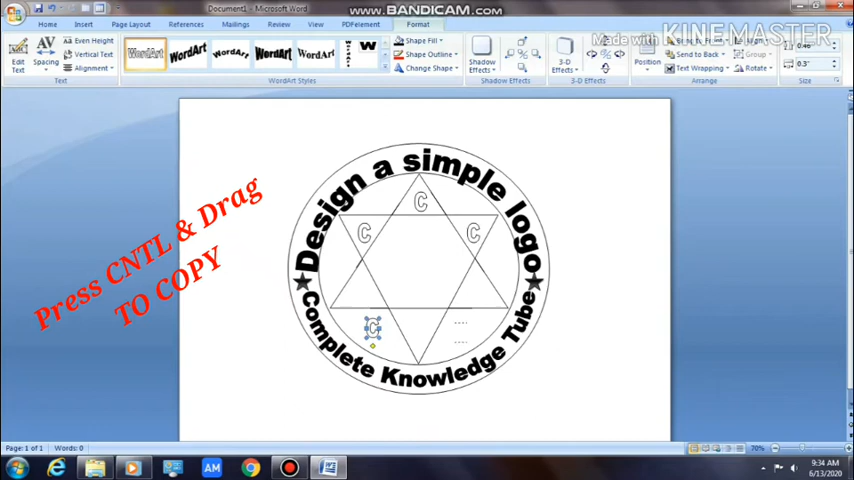 Document1 - Microsoft Word
WWW.BANDICAM.COM
Made with KINEMASTER
Home Insert Page Layout References Mailings Review View PDFelement Format
Edit Text
Spacing
Even Height
Vertical Text
Alignment
Text
WordArt WordArt WordArt WordArt WordArt
WordArt Styles
Shape Fill
Shape Outline
Change Shape
Shadow Effects
Shadow Effects
3-D Effects
3-D Effects
Position
Send to Back
Text Wrapping
Rotate
Arrange
0.46"
0.3"
Size
Press CNTL & Drag
TO COPY
Design a simple logo
C
C C
C
Complete Knowledge Tube
Page: 1 of 1 Words: 0
70%
AM
9:34 AM
6/13/2020